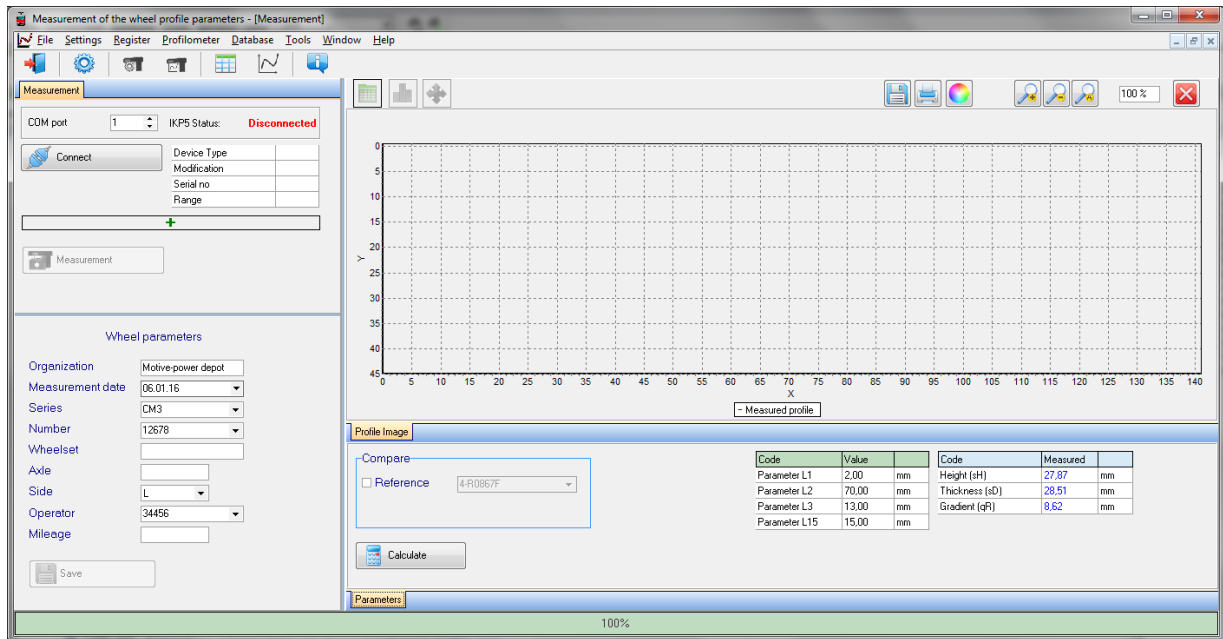 Measurement of the wheel profile parameters - [Measurement]
File Settings Register Profilometer Database Tools Window Help
Measurement
COM port 1 IKP5 Status: Disconnected
Connect
Device Type
Modification
Serial no
Range
+
Measurement
Wheel parameters
Organization Motive-power depot
Measurement date 06.01.16
Series CM3
Number 12678
Wheelset
Axle
Side L
Operator 34456
Mileage
Save
100 %
0
5
10
15
20
25
30
35
40
45
Y
0 5 10 15 20 25 30 35 40 45 50 55 60 65 70 75 80 85 90 95 100 105 110 115 120 125 130 135 140
X
- Measured profile
Profile Image
Compare
Reference 4-R0867F
Calculate
Code Value
Parameter L1 2,00 mm
Parameter L2 70,00 mm
Parameter L3 13,00 mm
Parameter L15 15,00 mm
Code Measured
Height (sH) 27,87 mm
Thickness (sD) 28,51 mm
Gradient (qR) 8,62 mm
Parameters
100%